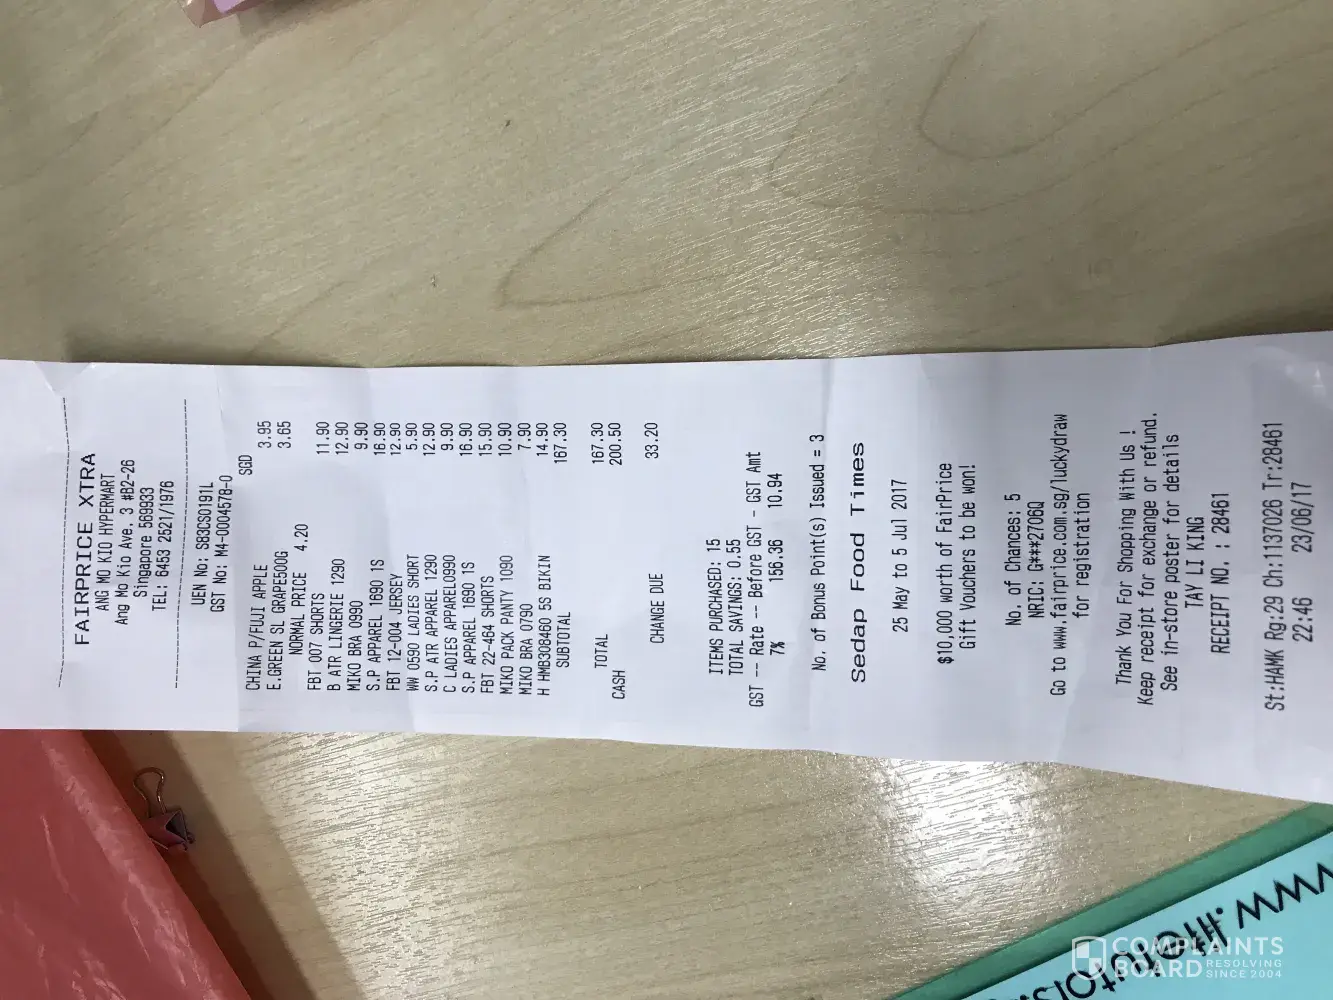 FAIRPRICE XTRA
ANG MO KIO HYPERMART
Ang Mo Kio Ave. 3 #B2-26
Singapore 569933
TEL: 6453 2521/1976
UEN No: S83CS0191L
GST No: M4-0004578-0
SGD
CHINA P/FUJI APPLE 3.95
E.GREEN SL GRAPE500G 3.65
NORMAL PRICE 4.20
FBT 007 SHORTS 11.90
B ATR LINGERIE 1290 12.90
MIKO BRA 0990 9.90
S.P APPAREL 1690 1S 16.90
FBT 12-004 JERSEY 12.90
WW 0590 LADIES SHORT 5.90
S.P ATR APPAREL 1290 12.90
C LADIES APPAREL0990 9.90
S.P APPAREL 1690 1S 16.90
FBT 22-464 SHORTS 15.90
MIKO PACK PANTY 1090 10.90
MIKO BRA 0790 7.90
H HMB308460 5S BIKIN 14.90
SUBTOTAL 167.30
TOTAL 167.30
CASH 200.50
CHANGE DUE 33.20
ITEMS PURCHASED: 15
TOTAL SAVINGS: 0.55
GST -- Rate -- Before GST - GST Amt
7% 156.36 10.94
No. of Bonus Point(s) Issued = 3
Sedap Food Times
25 May to 5 Jul 2017
$10,000 worth of FairPrice
Gift Vouchers to be won!
No. of Chances: 5
NRIC: G***2706Q
Go to www.fairprice.com.sg/luckydraw
for registration
Thank You For Shopping With Us !
Keep receipt for exchange or refund.
See in-store poster for details
TAY LI KING
RECEIPT NO. : 28461
St:HAMK Rg:29 Ch:1137026 Tr:28461
22:46 23/06/17
COMPLAINTS
BOARD RESOLVING
SINCE 2004